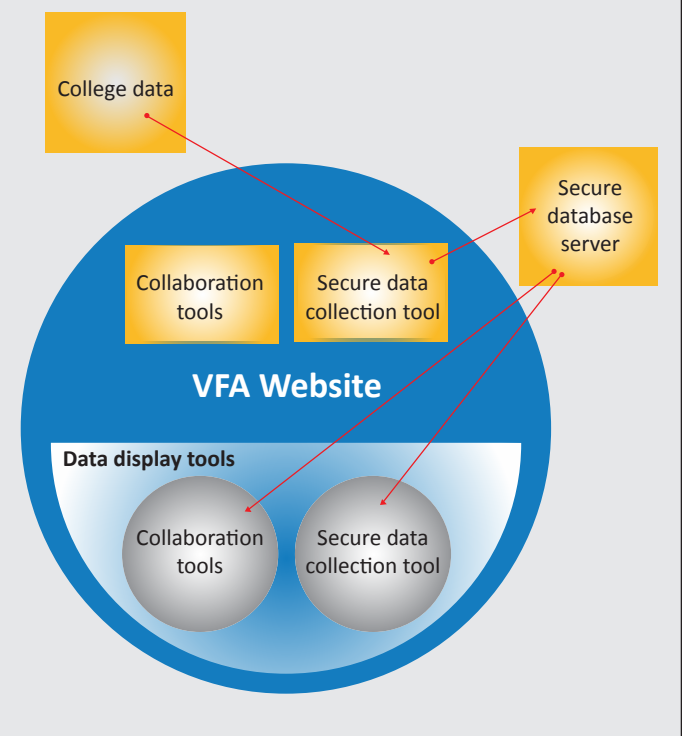 College data
Secure
database
server
Collaboration
tools
Secure data
collection tool
VFA Website
Data display tools
Collaboration
tools
Secure data
collection tool